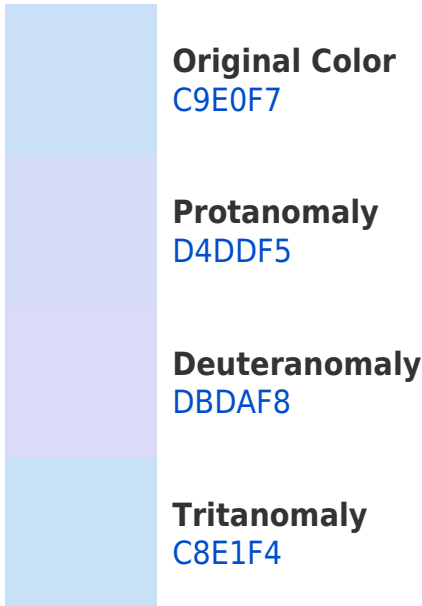 Original Color
C9E0F7
Protanomaly
D4DDF5
Deuteranomaly
DBDAF8
Tritanomaly
C8E1F4